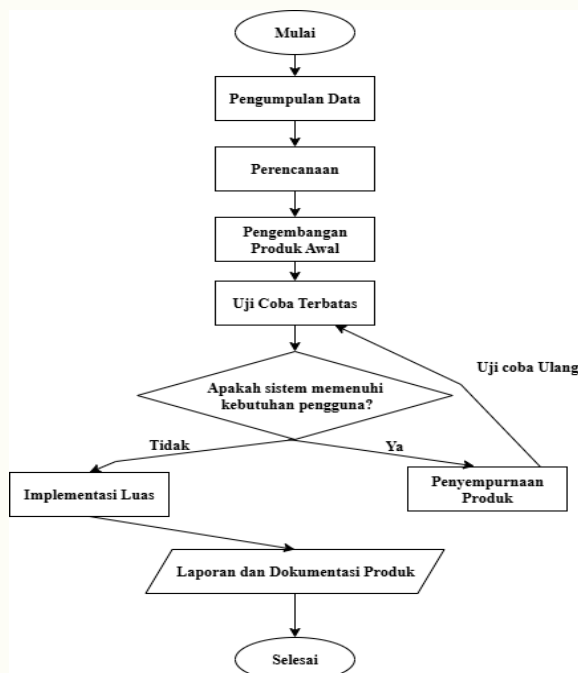 Mulai
Pengumpulan Data
Perencanaan
Pengembangan
Produk Awal
Uji Coba Terbatas
Uji coba Ulang
Apakah sistem memenuhi
kebutuhan pengguna?
Tidak
Ya
Implementasi Luas
Penyempurnaan
Produk
Laporan dan Dokumentasi Produk
Selesai